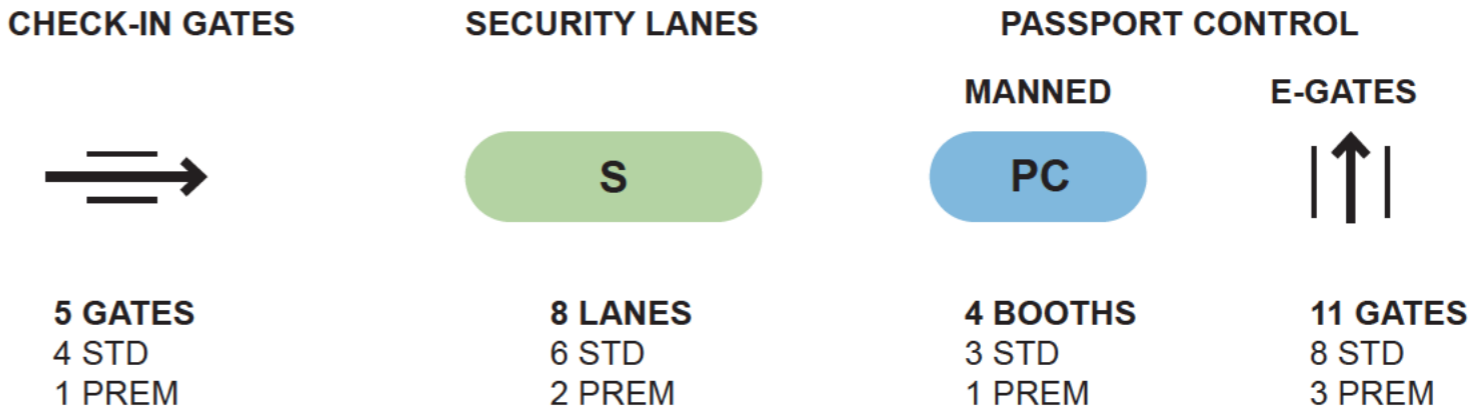 CHECK-IN GATES
SECURITY LANES
PASSPORT CONTROL
MANNED
E-GATES
S
PC
5 GATES
4 STD
1 PREM
8 LANES
6 STD
2 PREM
4 BOOTHS
3 STD
1 PREM
11 GATES
8 STD
3 PREM